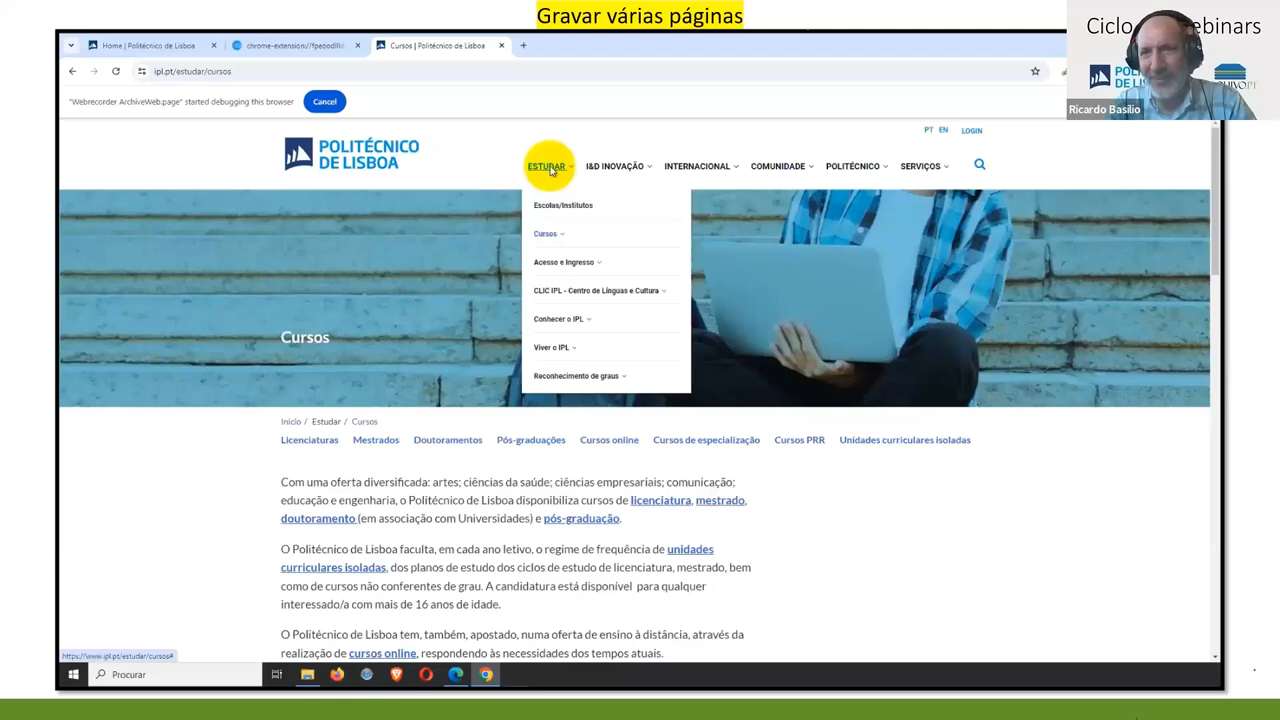 Gravar várias páginas
Ciclo
ebinars
Ricardo Basílio
Home | Politécnico de Lisboa
chrome-extension://fpeoodllld
Cursos | Politécnico de Lisboa
ipl.pt/estudar/cursos
"Webrecorder ArchiveWeb.page" started debugging this browser
Cancel
PT EN LOGIN
POLITÉCNICO
DE LISBOA
ESTUDAR I&D INOVAÇÃO INTERNACIONAL COMUNIDADE POLITÉCNICO SERVIÇOS
Escolas/Institutos
Cursos
Acesso e Ingresso
CLIC IPL - Centro de Línguas e Cultura
Conhecer o IPL
Viver o IPL
Reconhecimento de graus
Cursos
Início / Estudar / Cursos
Licenciaturas Mestrados Doutoramentos Pós-graduações Cursos online Cursos de especialização Cursos PRR Unidades curriculares isoladas
Com uma oferta diversificada: artes; ciências da saúde; ciências empresariais; comunicação;
educação e engenharia, o Politécnico de Lisboa disponibiliza cursos de licenciatura, mestrado,
doutoramento (em associação com Universidades) e pós-graduação.
O Politécnico de Lisboa faculta, em cada ano letivo, o regime de frequência de unidades
curriculares isoladas, dos planos de estudo dos ciclos de estudo de licenciatura, mestrado, bem
como de cursos não conferentes de grau. A candidatura está disponível para qualquer
interessado/a com mais de 16 anos de idade.
O Politécnico de Lisboa tem, também, apostado, numa oferta de ensino à distância, através da
realização de cursos online, respondendo às necessidades dos tempos atuais.
https://www.ipl.pt/estudar/cursos#
Procurar